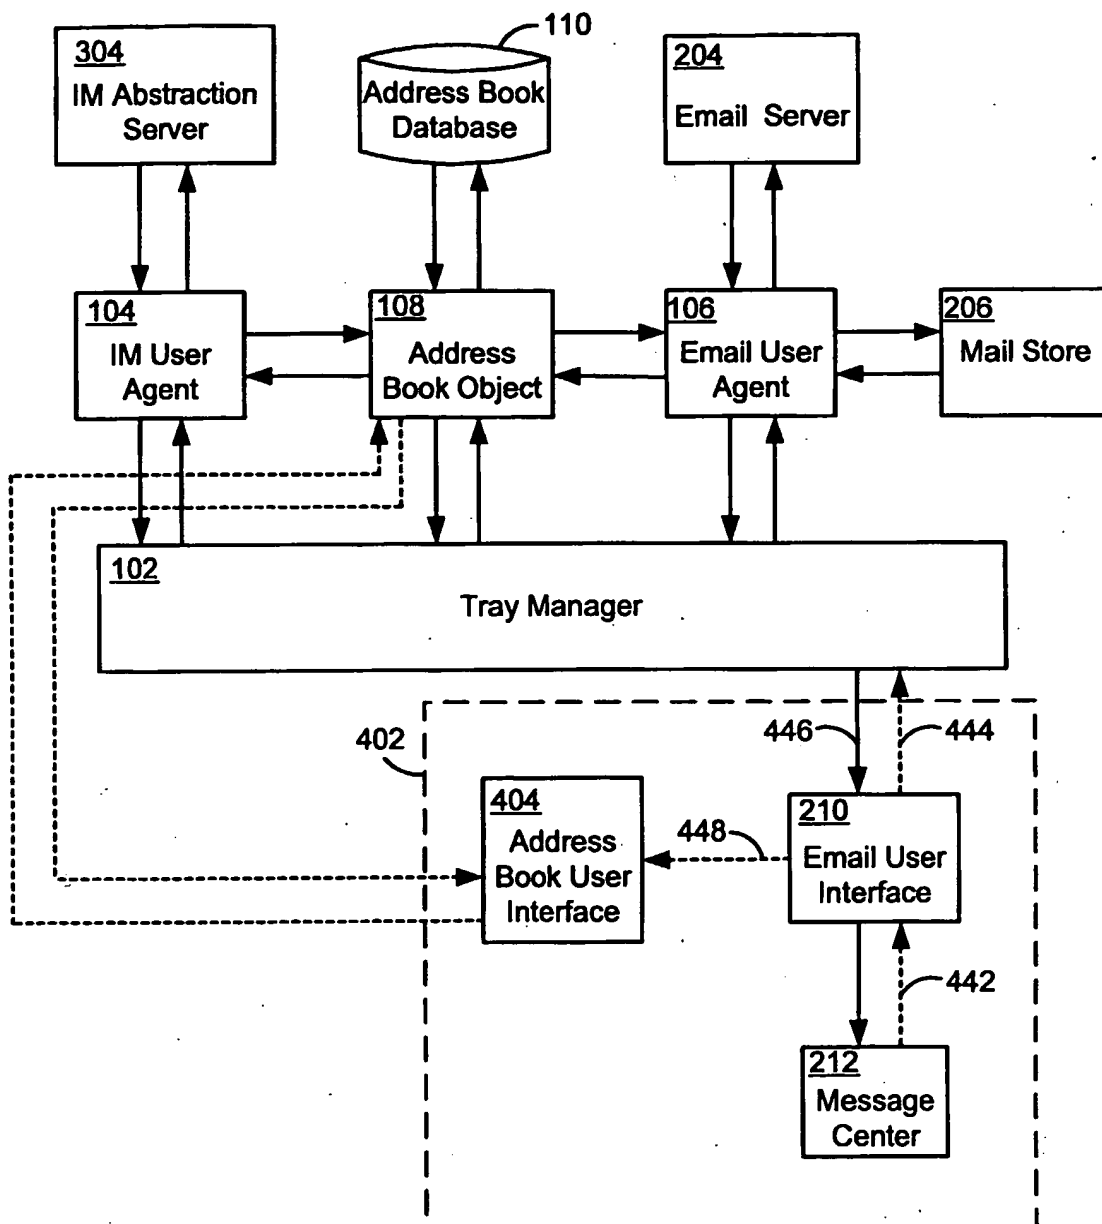 110
304
IM Abstraction
Server
Address Book
Database
204
Email Server
104
IM User
Agent
108
Address
Book Object
106
Email User
Agent
206
Mail Store
102
Tray Manager
402
446
444
404
Address
Book User
Interface
448
210
Email User
Interface
442
212
Message
Center